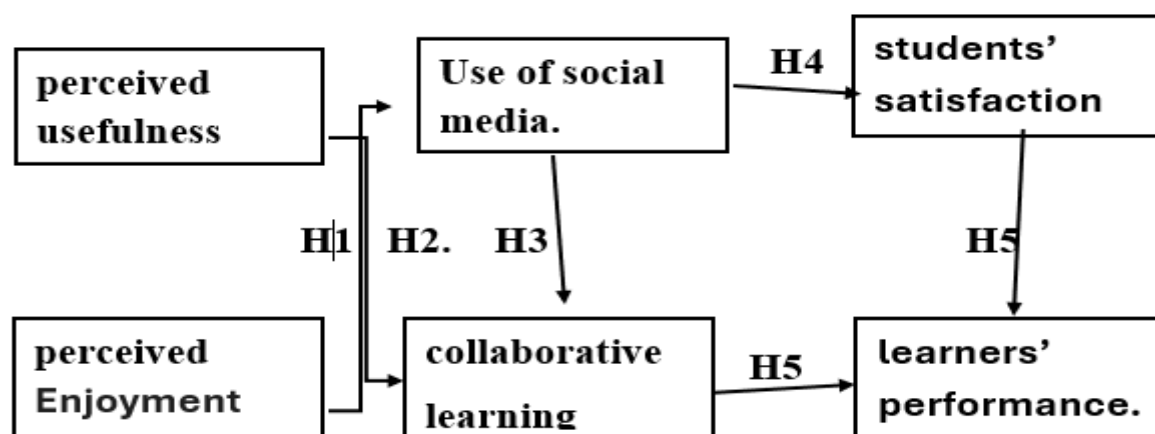 perceived
usefulness
Use of social
media.
H4
students’
satisfaction
H1
H2.
H3
H5
perceived
Enjoyment
collaborative
learning
H5
learners’
performance.